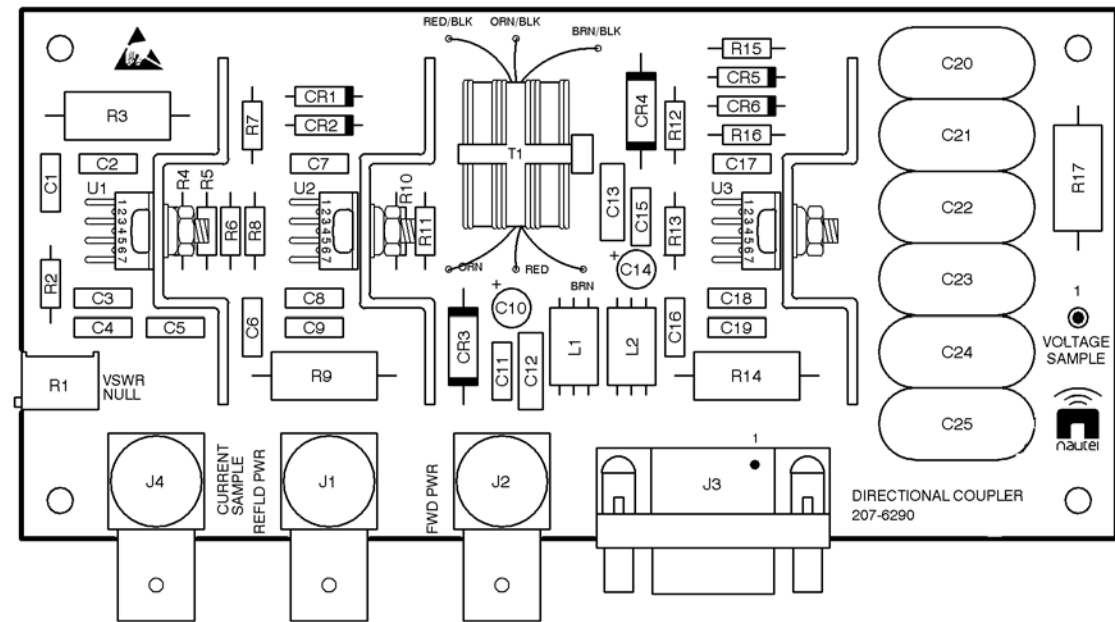 RED/BLK
ORN/BLK
BRN/BLK
R3
C1
C2
U1
R4
R5
1234567
R7
R6
R8
R2
C3
C4
C5
C6
R1
VSWR
NULL
CR1
CR2
C7
U2
R10
1234567
R11
C8
C9
R9
T1
ORN
RED
BRN
+
C10
CR3
C11
C12
L1
L2
CR4
R12
C13
C15
R13
+
C14
C16
R15
CR5
CR6
R16
C17
U3
1234567
C18
C19
R14
C20
C21
C22
C23
C24
C25
R17
1
VOLTAGE
SAMPLE
nautel
J4
CURRENT
SAMPLE
REFLD PWR
J1
FWD PWR
J2
J3
1
DIRECTIONAL COUPLER
207-6290